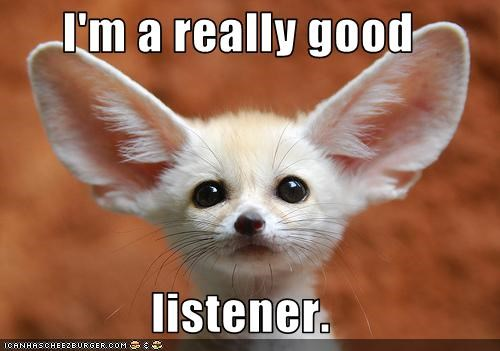 I'm a really good
listener.
ICANHASCHEEZBURGER.COM